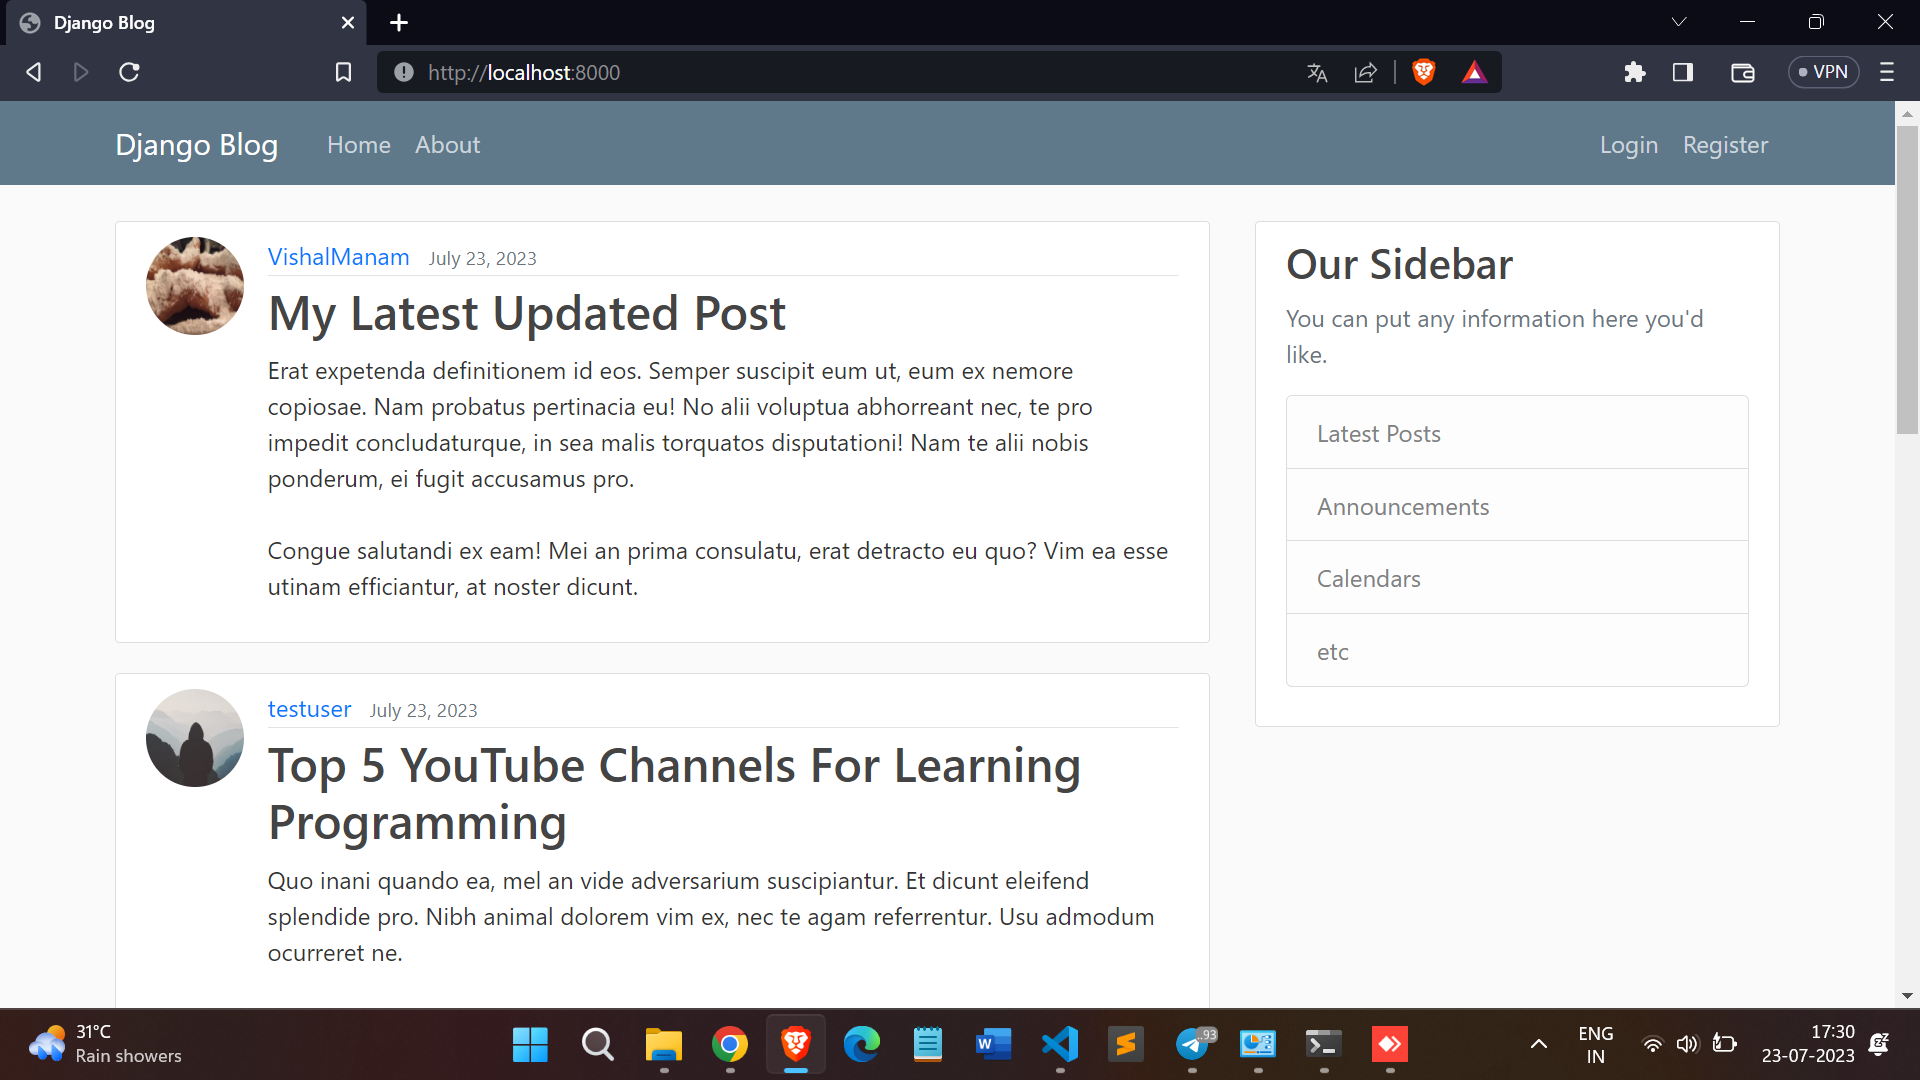 Django Blog
http://localhost:8000
VPN
Django Blog Home About Login Register
VishalManam July 23, 2023
My Latest Updated Post
Erat expetenda definitionem id eos. Semper suscipit eum ut, eum ex nemore
copiosae. Nam probatus pertinacia eu! No alii voluptua abhorreant nec, te pro
impedit concludaturque, in sea malis torquatos disputationi! Nam te alii nobis
ponderum, ei fugit accusamus pro.
Congue salutandi ex eam! Mei an prima consulatu, erat detracto eu quo? Vim ea esse
utinam efficiantur, at noster dicunt.
testuser July 23, 2023
Top 5 YouTube Channels For Learning
Programming
Quo inani quando ea, mel an vide adversarium suscipiantur. Et dicunt eleifend
splendide pro. Nibh animal dolorem vim ex, nec te agam referrentur. Usu admodum
ocurreret ne.
Our Sidebar
You can put any information here you'd
like.
Latest Posts
Announcements
Calendars
etc
31°C
Rain showers
W
93
ENG
IN
17:30
23-07-2023